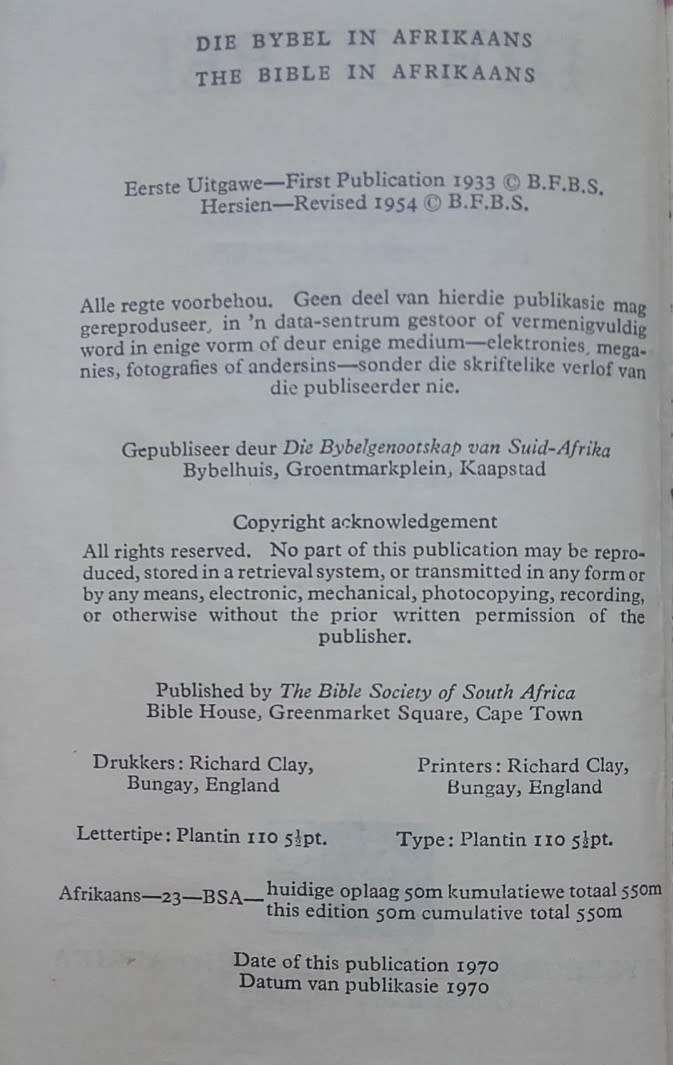 DIE BYBEL IN AFRIKAANS
THE BIBLE IN AFRIKAANS
Eerste Uitgawe—First Publication 1933 © B.F.B.S.
Hersien—Revised 1954 © B.F.B.S.
Alle regte voorbehou. Geen deel van hierdie publikasie mag
gereproduseer, in 'n data-sentrum gestoor of vermenigvuldig
word in enige vorm of deur enige medium—elektronies, mega-
nies, fotografies of andersins—sonder die skriftelike verlof van
die publiseerder nie.
Gepubliseer deur Die Bybelgenootskap van Suid-Afrika
Bybelhuis, Groentmarkplein, Kaapstad
Copyright acknowledgement
All rights reserved. No part of this publication may be repro-
duced, stored in a retrieval system, or transmitted in any form or
by any means, electronic, mechanical, photocopying, recording,
or otherwise without the prior written permission of the
publisher.
Published by The Bible Society of South Africa
Bible House, Greenmarket Square, Cape Town
Drukkers: Richard Clay,
Bungay, England
Printers: Richard Clay,
Bungay, England
Lettertipe: Plantin 110 5½pt.
Type: Plantin 110 5½pt.
Afrikaans—23—BSA—
huidige oplaag 50m kumulatiewe totaal 550m
this edition 50m cumulative total 550m
Date of this publication 1970
Datum van publikasie 1970